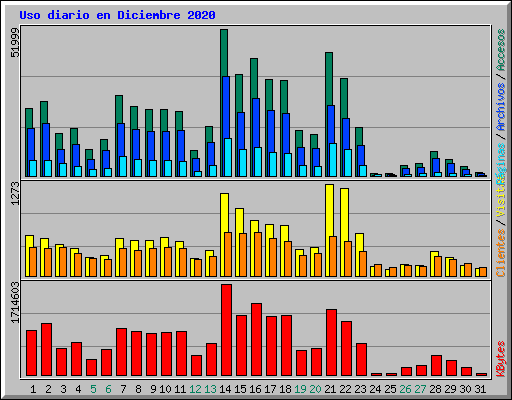 Uso diario en Diciembre 2020
51999
1273
1714603
Accesos / Archivos / Páginas
Clientes / Visitas
KBytes
1 2 3 4 5 6 7 8 9 10 11 12 13 14 15 16 17 18 19 20 21 22 23 24 25 26 27 28 29 30 31